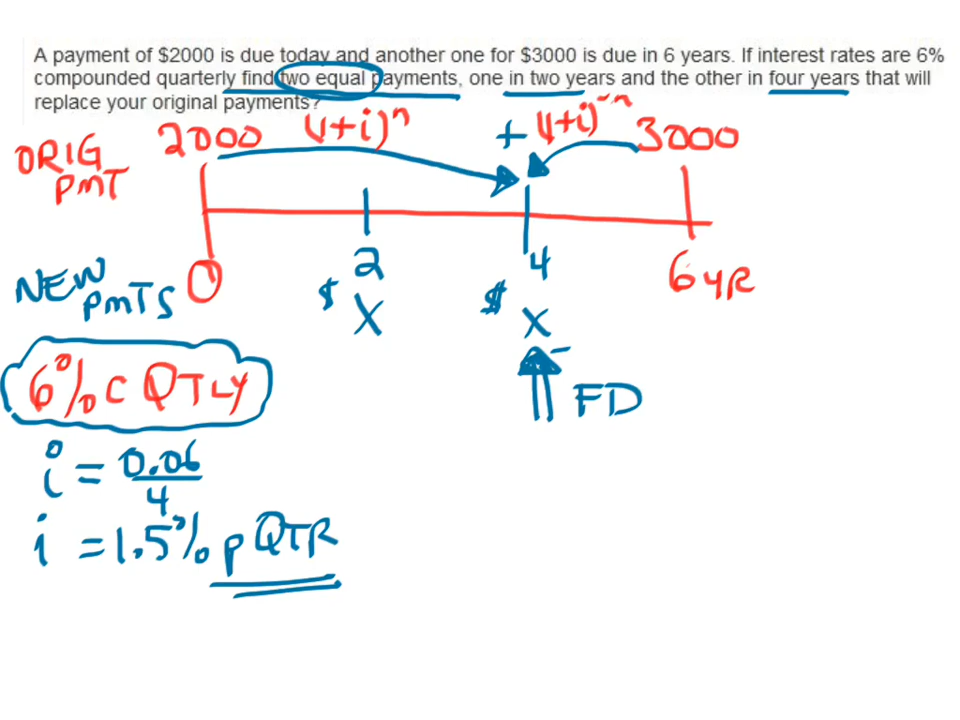 A payment of $2000 is due today and another one for $3000 is due in 6 years. If interest rates are 6%
compounded quarterly find two equal payments, one in two years and the other in four years that will
replace your original payments?
ORIG PMT 2000 (1+i)^n + (1+i)^-n 3000
0 2 4 6 YR
NEW PMTS $ X $ X
6% C QTLY
FD
i = 0.06/4
i = 1.5% p QTR